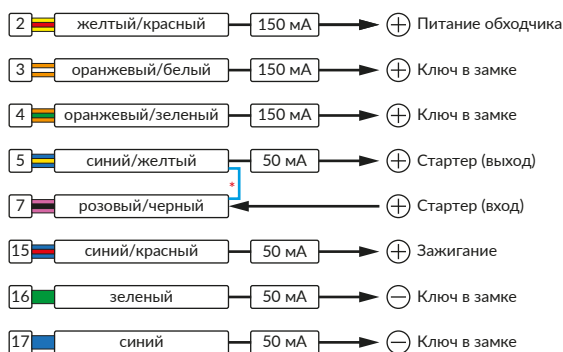 2 желтый/красный 150 мА + Питание обходчика
3 оранжевый/белый 150 мА + Ключ в замке
4 оранжевый/зеленый 150 мА + Ключ в замке
5 синий/желтый 50 мА + Стартер (выход)
*
7 розовый/черный + Стартер (вход)
15 синий/красный 50 мА + Зажигание
16 зеленый 50 мА − Ключ в замке
17 синий 50 мА − Ключ в замке